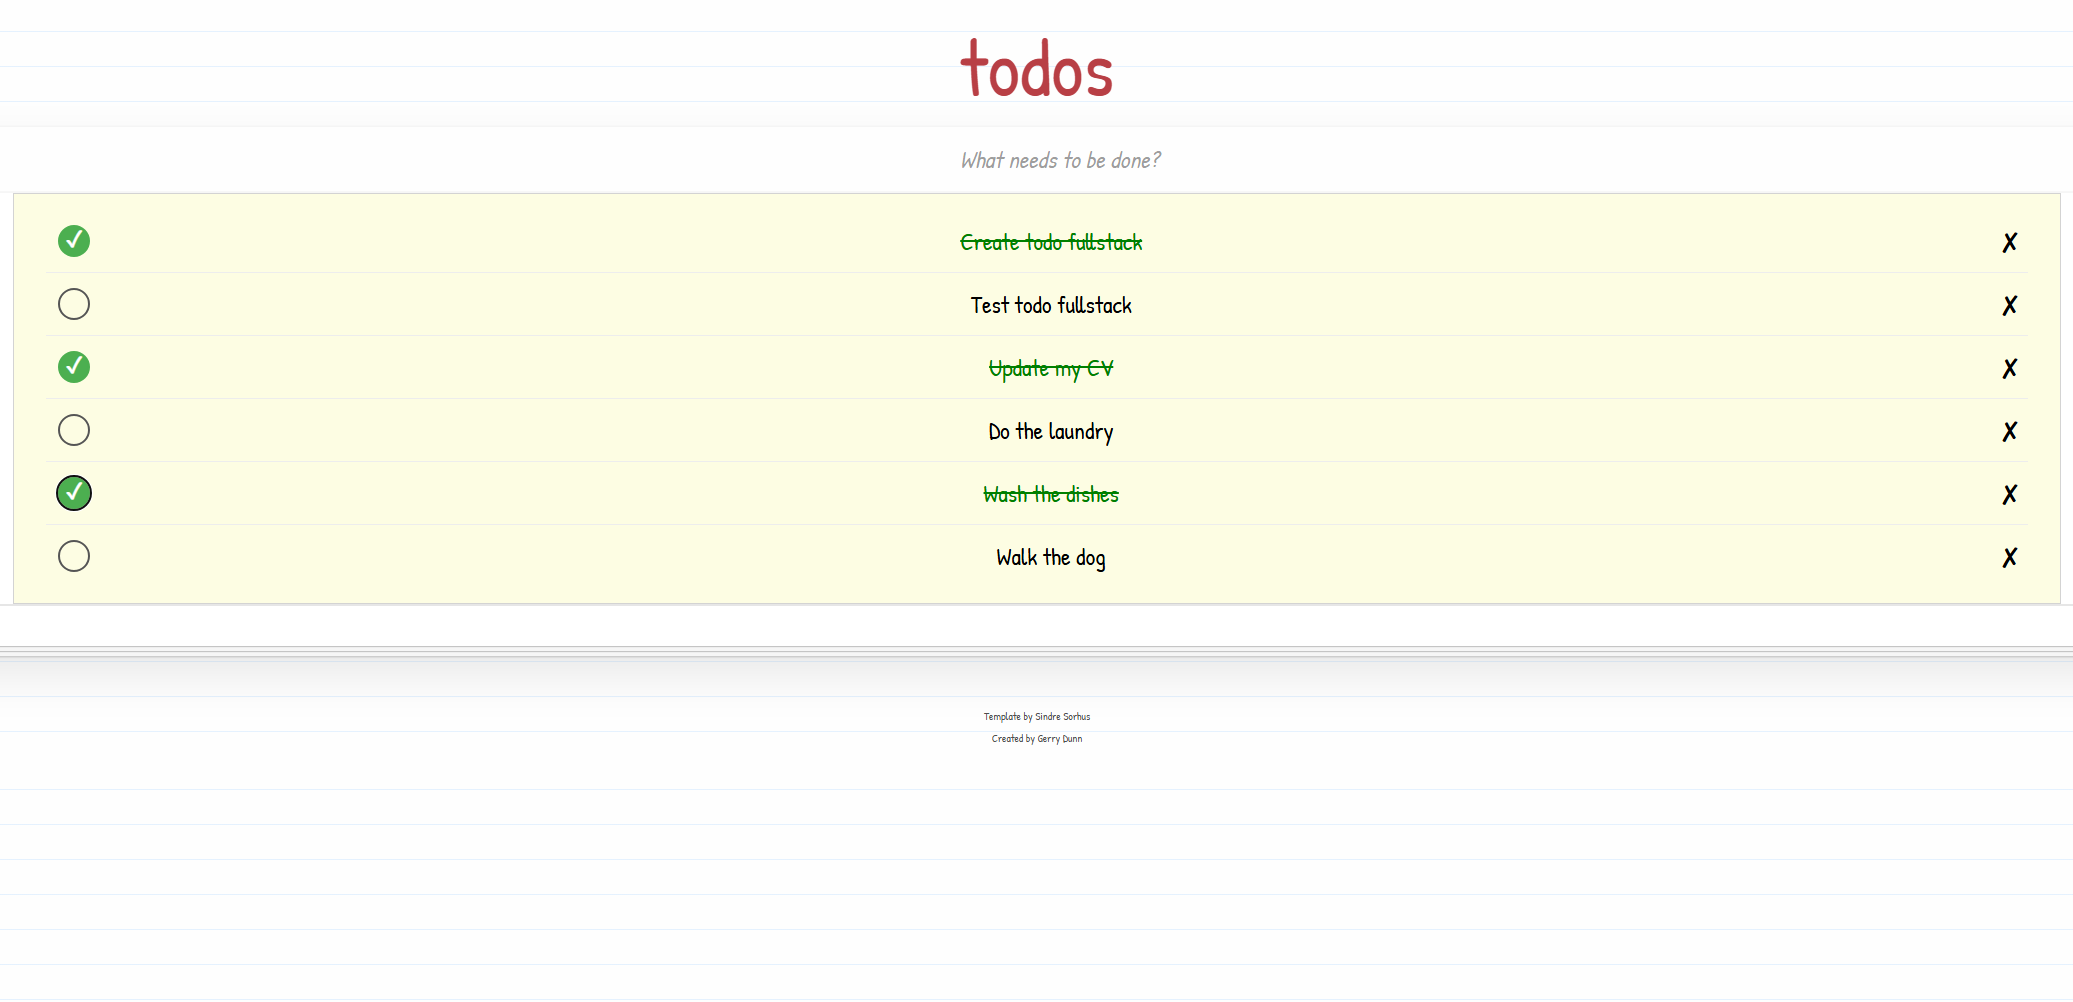 todos
What needs to be done?
Create todo fullstack
Test todo fullstack
Update my CV
Do the laundry
Wash the dishes
Walk the dog
Template by Sindre Sorhus
Created by Gerry Dunn